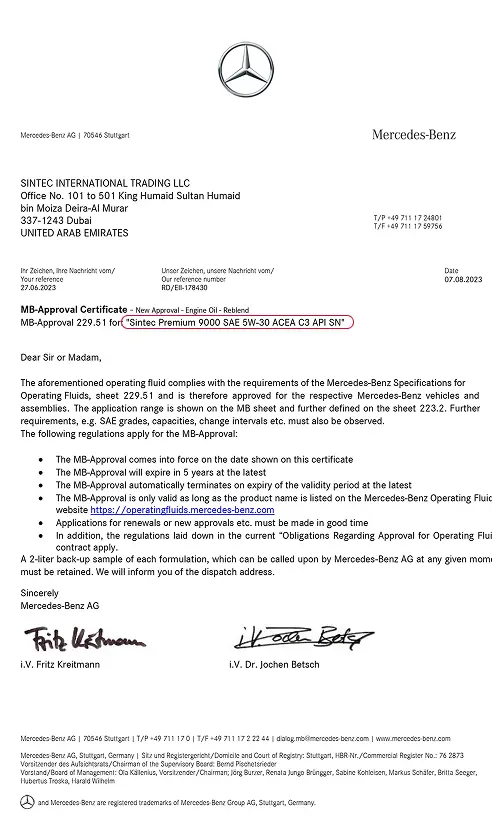 Mercedes-Benz AG | 70546 Stuttgart
Mercedes-Benz
SINTEC INTERNATIONAL TRADING LLC
Office No. 101 to 501 King Humaid Sultan Humaid
bin Moiza Deira-Al Murar
337-1243 Dubai
UNITED ARAB EMIRATES
T/P +49 711 17 24801
T/F +49 711 17 59756
Ihr Zeichen, Ihre Nachricht vom/
Your reference
27.06.2023
Unser Zeichen, unsere Nachricht vom/
Our reference number
RD/EII-178430
Date
07.08.2023
MB-Approval Certificate - New Approval - Engine Oil - Reblend
MB-Approval 229.51 for "Sintec Premium 9000 SAE 5W-30 ACEA C3 API SN"
Dear Sir or Madam,
The aforementioned operating fluid complies with the requirements of the Mercedes-Benz Specifications for
Operating Fluids, sheet 229.51 and is therefore approved for the respective Mercedes-Benz vehicles and
assemblies. The application range is shown on the MB sheet and further defined on the sheet 223.2. Further
requirements, e.g. SAE grades, capacities, change intervals etc. must also be observed.
The following regulations apply for the MB-Approval:
• The MB-Approval comes into force on the date shown on this certificate
• The MB-Approval will expire in 5 years at the latest
• The MB-Approval automatically terminates on expiry of the validity period at the latest
• The MB-Approval is only valid as long as the product name is listed on the Mercedes-Benz Operating Fluid
website https://operatingfluids.mercedes-benz.com
• Applications for renewals or new approvals etc. must be made in good time
• In addition, the regulations laid down in the current "Obligations Regarding Approval for Operating Flui
contract apply.
A 2-liter back-up sample of each formulation, which can be called upon by Mercedes-Benz AG at any given mome
must be retained. We will inform you of the dispatch address.
Sincerely
Mercedes-Benz AG
Fritz Kreitmann
i.V. Jochen Betsch
i.V. Fritz Kreitmann
i.V. Dr. Jochen Betsch
Mercedes-Benz AG | 70546 Stuttgart | T/P +49 711 17 0 | T/F +49 711 17 2 22 44 | dialog.mb@mercedes-benz.com | www.mercedes-benz.com
Mercedes-Benz AG, Stuttgart, Germany | Sitz und Registergericht/Domicile and Court of Registry: Stuttgart, HBR-Nr./Commercial Register No.: 76 2873
Vorsitzender des Aufsichtsrats/Chairman of the Supervisory Board: Bernd Pischetsrieder
Vorstand/Board of Management: Ola Källenius, Vorsitzender/Chairman; Jörg Burzer, Renata Jungo Brüngger, Sabine Kohleisen, Markus Schäfer, Britta Seeger,
Hubertus Troska, Harald Wilhelm
and Mercedes-Benz are registered trademarks of Mercedes-Benz Group AG, Stuttgart, Germany.